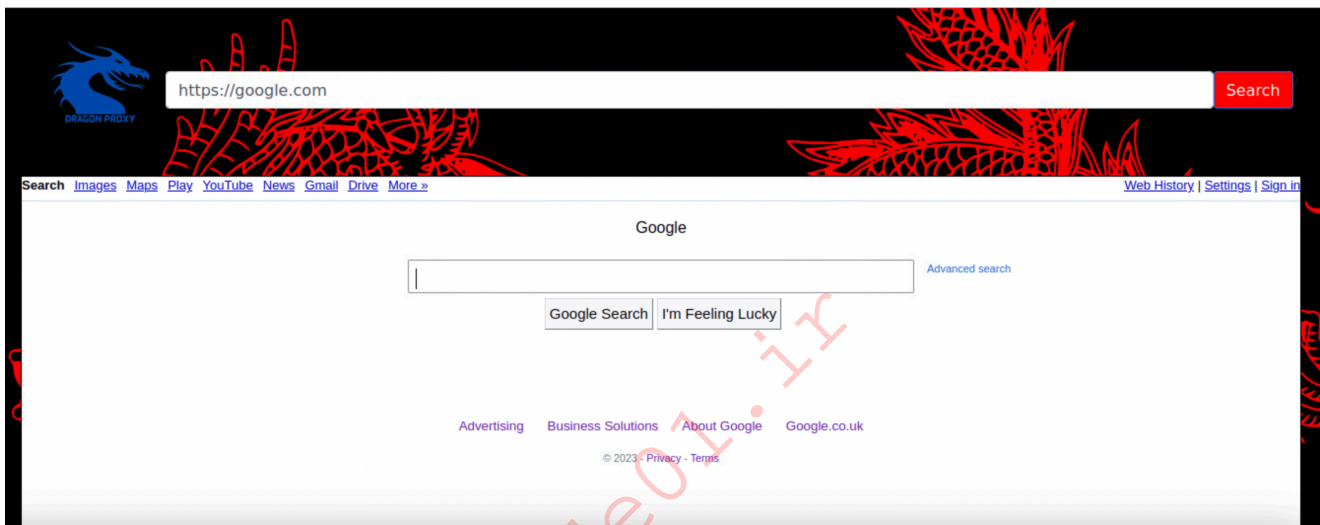 https://google.com
Search
DRAGON PROXY
Search Images Maps Play YouTube News Gmail Drive More »
Web History | Settings | Sign in
Google
Advanced search
Google Search I'm Feeling Lucky
Advertising Business Solutions About Google Google.co.uk
© 2023 - Privacy - Terms